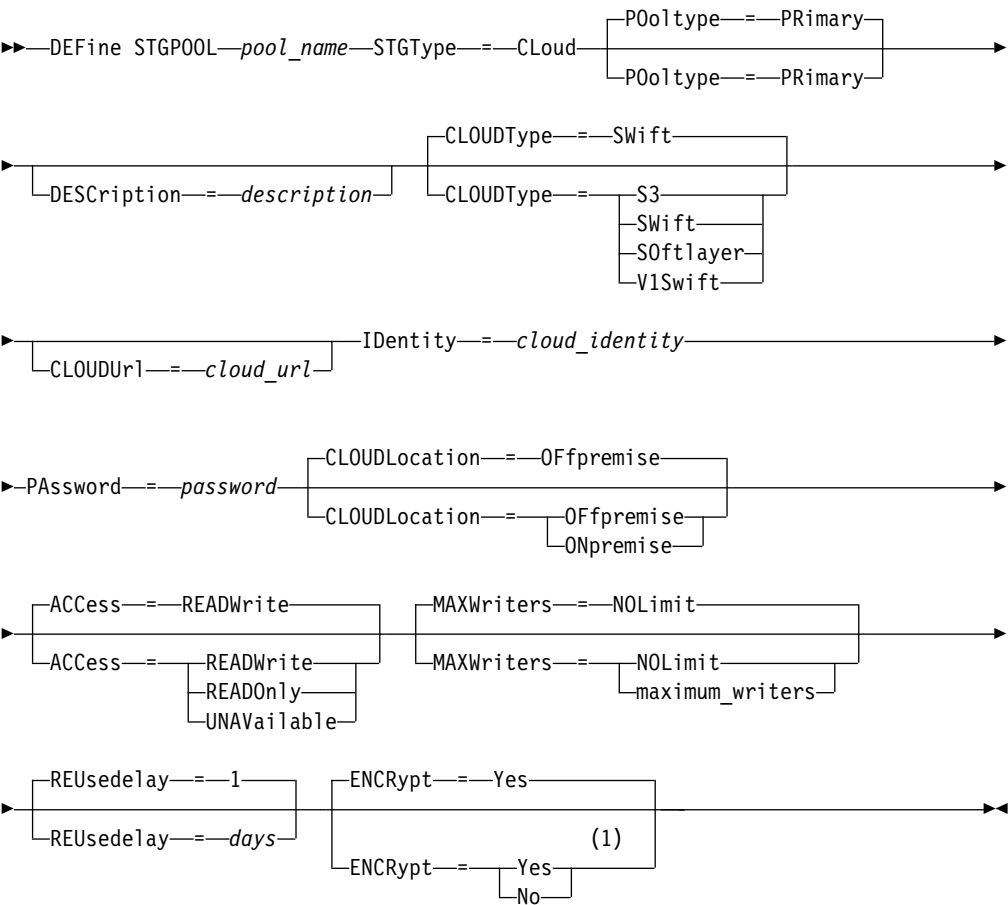 POoltype = PRimary
DEFine STGPOOL pool_name STGType = CLoud
POoltype = PRimary
CLOUDType = SWift
DESCription = description
CLOUDType = S3
SWift
SOftlayer
V1Swift
IDentity = cloud_identity
CLOUDUrl = cloud_url
CLOUDLocation = OFfpremise
PAssword = password
CLOUDLocation = OFfpremise
ONpremise
ACCess = READWrite MAXWriters = NOLimit
ACCess = READWrite MAXWriters = NOLimit
READOnly maximum_writers
UNAVailable
REUsedelay = 1 ENCRypt = Yes
REUsedelay = days (1)
ENCRypt = Yes
No